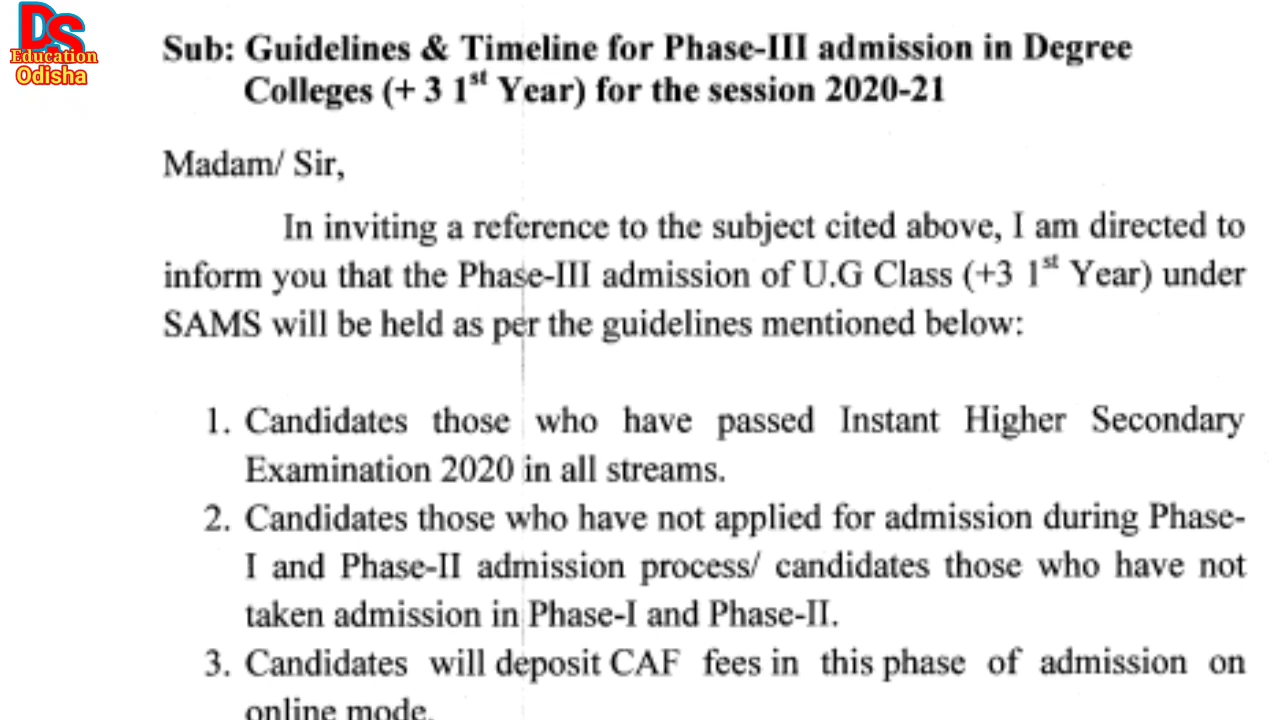 DS
Education
Odisha
Sub: Guidelines & Timeline for Phase-III admission in Degree
Colleges (+ 3 1st Year) for the session 2020-21
Madam/ Sir,
In inviting a reference to the subject cited above, I am directed to
inform you that the Phase-III admission of U.G Class (+3 1st Year) under
SAMS will be held as per the guidelines mentioned below:
1. Candidates those who have passed Instant Higher Secondary
Examination 2020 in all streams.
2. Candidates those who have not applied for admission during Phase-
I and Phase-II admission process/ candidates those who have not
taken admission in Phase-I and Phase-II.
3. Candidates will deposit CAF fees in this phase of admission on
online mode.